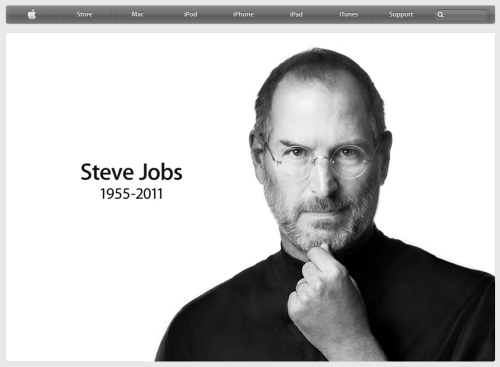 Store Mac iPod iPhone iPad iTunes Support
Steve Jobs
1955-2011